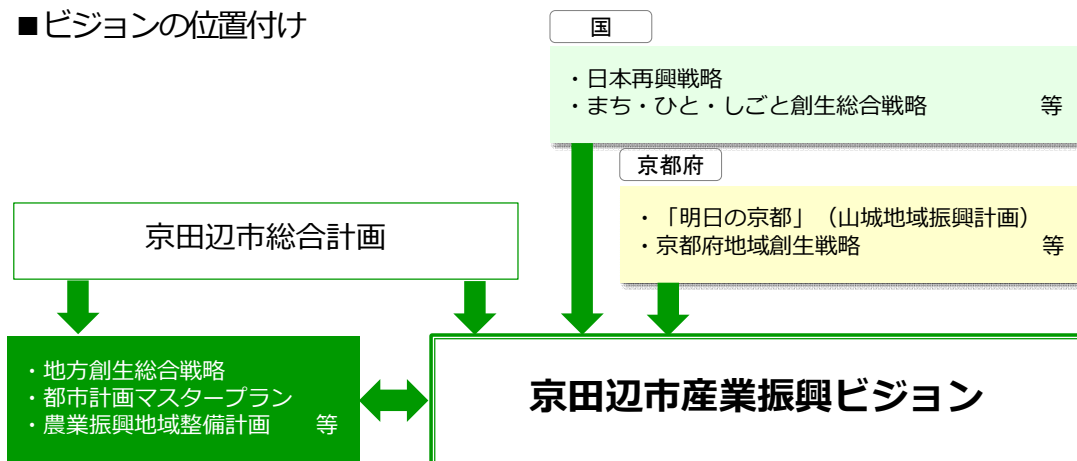 ■ビジョンの位置付け
国
・日本再興戦略
・まち・ひと・しごと創生総合戦略 等
京都府
・「明日の京都」（山城地域振興計画）
・京都府地域創生戦略 等
京田辺市総合計画
・地方創生総合戦略
・都市計画マスタープラン
・農業振興地域整備計画 等
京田辺市産業振興ビジョン